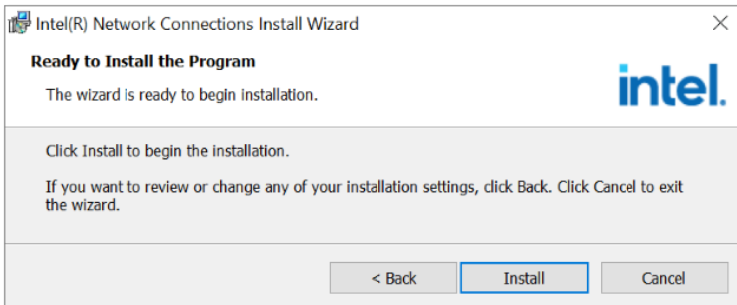 Intel(R) Network Connections Install Wizard
Ready to Install the Program
The wizard is ready to begin installation.
intel.
Click Install to begin the installation.
If you want to review or change any of your installation settings, click Back. Click Cancel to exit
the wizard.
< Back
Install
Cancel